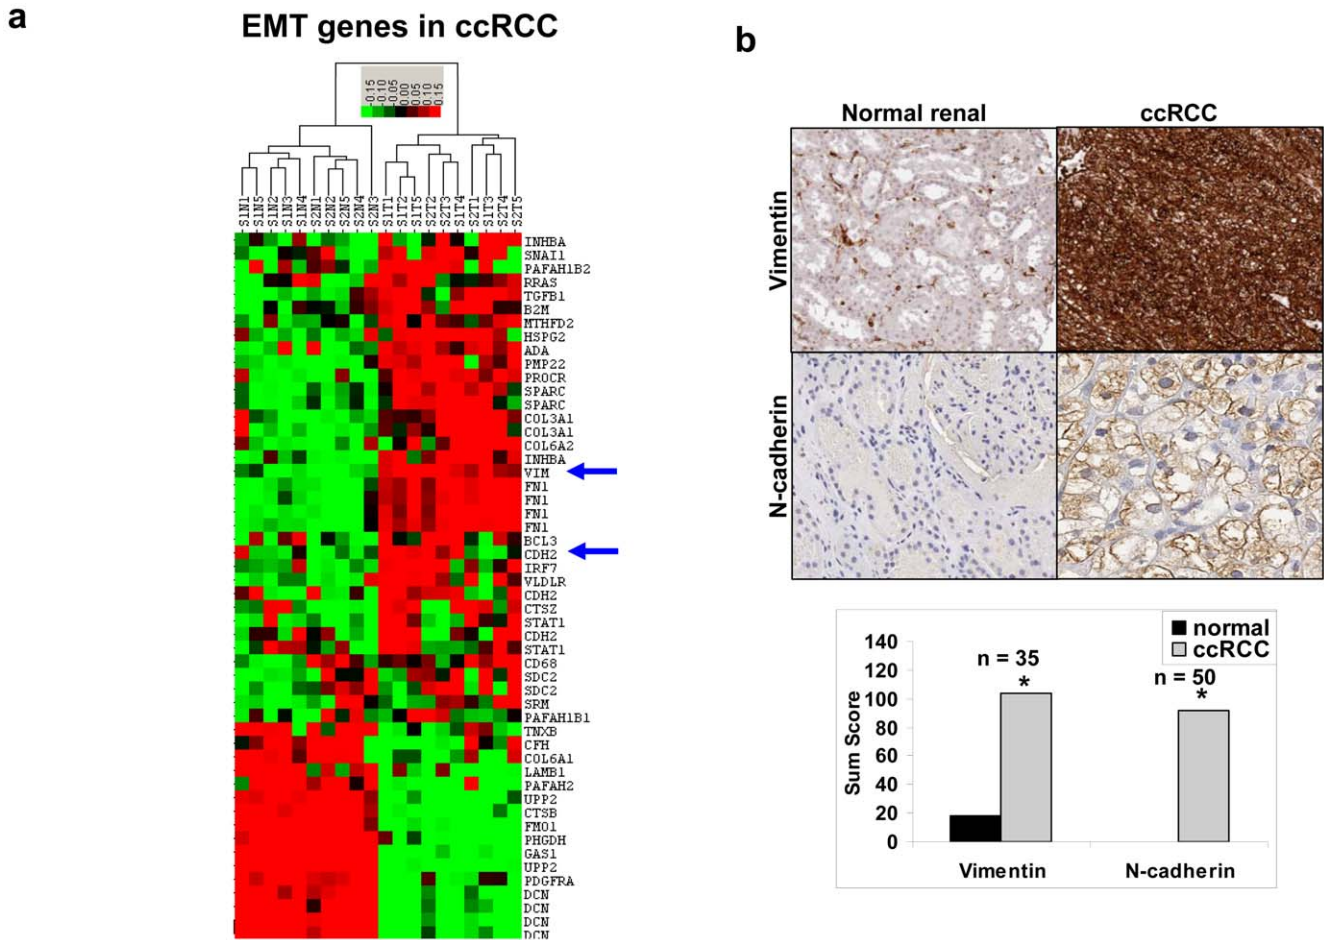 a
EMT genes in ccRCC
-0.15
-0.10
-0.05
0.00
0.05
0.10
0.15
S1N1
S1N5
S1N2
S1N3
S1N4
S2N1
S2N2
S2N5
S2N4
S2N3
S1T1
S1T2
S1T5
S2T2
S2T3
S1T4
S2T1
S1T3
S2T4
S2T5
INHBA
SNAI1
PAFAH1B2
RRAS
TGFB1
B2M
MTHFD2
HSPG2
ADA
PMP22
PROCR
SPARC
SPARC
COL3A1
COL3A1
COL6A2
INHBA
VIM
FN1
FN1
FN1
FN1
BCL3
CDH2
IRF7
VLDLR
CDH2
CTSZ
STAT1
CDH2
STAT1
CD68
SDC2
SDC2
SRM
PAFAH1B1
TNXB
CFH
COL6A1
LAMB1
PAFAH2
UPP2
CTSB
FMO1
PHGDH
GAS1
UPP2
PDGFRA
DCN
DCN
DCN
DCN
b
Normal renal ccRCC
Vimentin
N-cadherin
normal
ccRCC
n = 35
*
n = 50
*
Sum Score
140
120
100
80
60
40
20
0
Vimentin N-cadherin